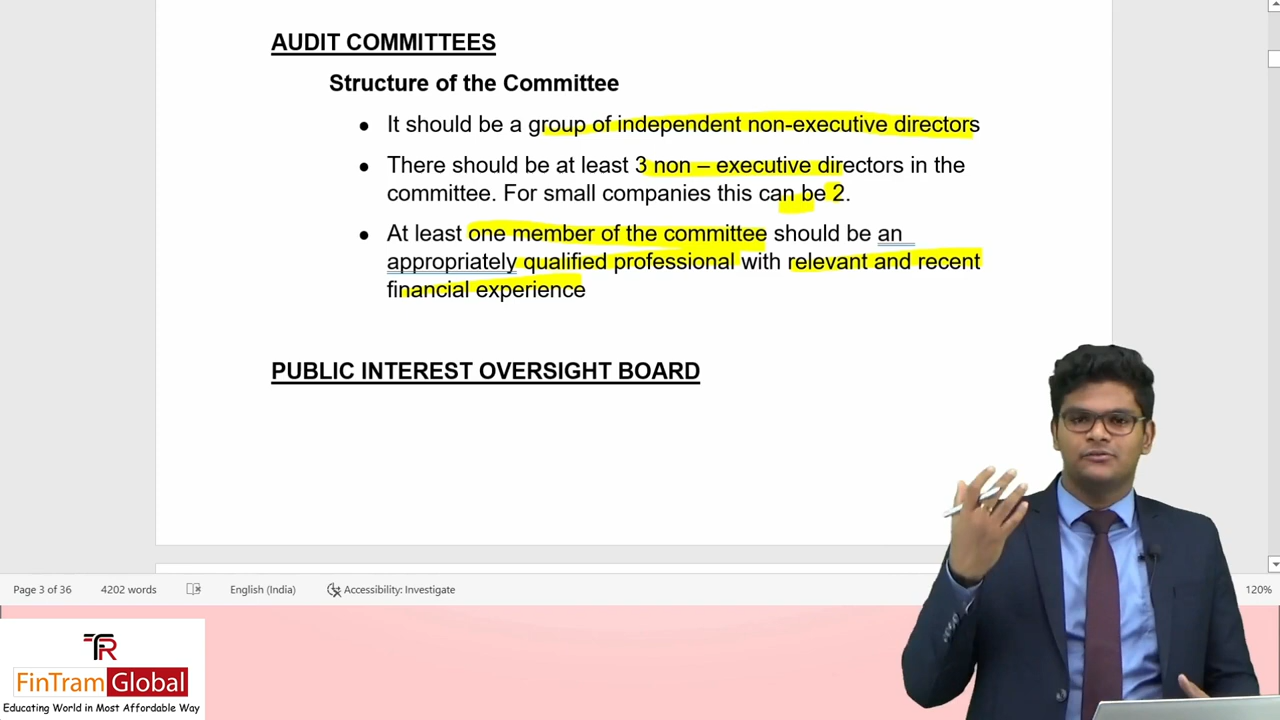 AUDIT COMMITTEES
Structure of the Committee
● It should be a group of independent non-executive directors
● There should be at least 3 non – executive directors in the
committee. For small companies this can be 2.
● At least one member of the committee should be an
appropriately qualified professional with relevant and recent
financial experience
PUBLIC INTEREST OVERSIGHT BOARD
Page 3 of 36 4202 words English (India) Accessibility: Investigate 120%
TR
FinTram Global
Educating World in Most Affordable Way